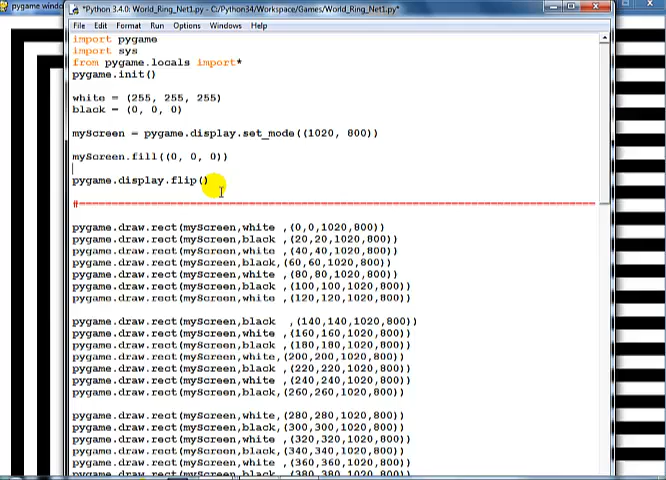 pygame windo
*Python 3.4.0: World_Ring_Net1.py - C:/Python34/Workspace/Games/World_Ring_Net1.py*
File Edit Format Run Options Windows Help
import pygame
import sys
from pygame.locals import*
pygame.init()
white = (255, 255, 255)
black = (0, 0, 0)
myScreen = pygame.display.set_mode((1020, 800))
myScreen.fill((0, 0, 0))
pygame.display.flip()
pygame.draw.rect(myScreen,white ,(0,0,1020,800))
pygame.draw.rect(myScreen,black ,(20,20,1020,800))
pygame.draw.rect(myScreen,white ,(40,40,1020,800))
pygame.draw.rect(myScreen,black,(60,60,1020,800))
pygame.draw.rect(myScreen,white ,(80,80,1020,800))
pygame.draw.rect(myScreen,black ,(100,100,1020,800))
pygame.draw.rect(myScreen,white ,(120,120,1020,800))
pygame.draw.rect(myScreen,black ,(140,140,1020,800))
pygame.draw.rect(myScreen,white ,(160,160,1020,800))
pygame.draw.rect(myScreen,black ,(180,180,1020,800))
pygame.draw.rect(myScreen,white,(200,200,1020,800))
pygame.draw.rect(myScreen,black ,(220,220,1020,800))
pygame.draw.rect(myScreen,white ,(240,240,1020,800))
pygame.draw.rect(myScreen,black,(260,260,1020,800))
pygame.draw.rect(myScreen,white,(280,280,1020,800))
pygame.draw.rect(myScreen,black,(300,300,1020,800))
pygame.draw.rect(myScreen,white ,(320,320,1020,800))
pygame.draw.rect(myScreen,black ,(340,340,1020,800))
pygame.draw.rect(myScreen,white ,(360,360,1020,800))
pygame.draw.rect(myScreen,black ,(380,380,1020,800))